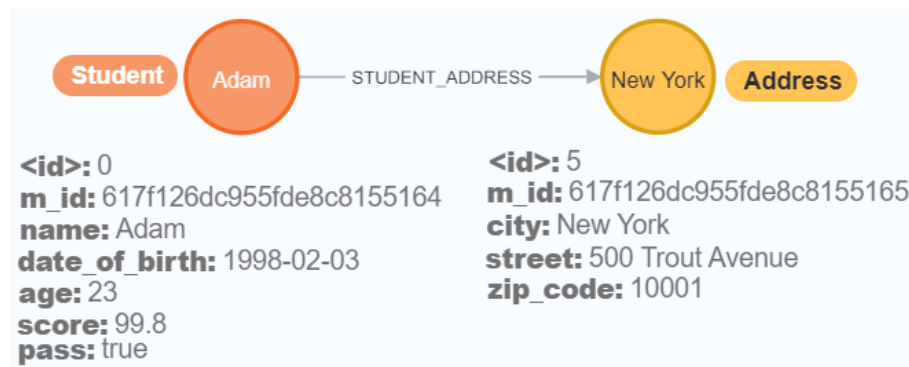 Student Adam STUDENT_ADDRESS New York Address
<id>: 0
m_id: 617f126dc955fde8c8155164
name: Adam
date_of_birth: 1998-02-03
age: 23
score: 99.8
pass: true
<id>: 5
m_id: 617f126dc955fde8c8155165
city: New York
street: 500 Trout Avenue
zip_code: 10001